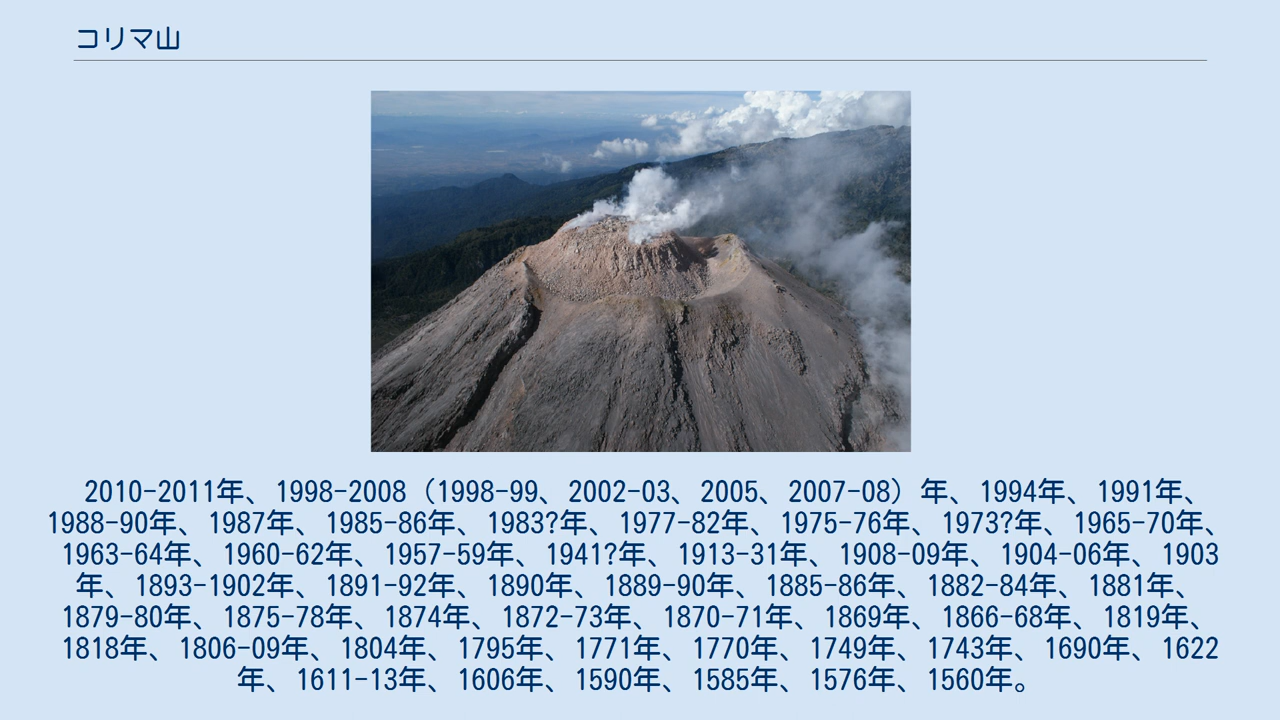 コリマ山
2010-2011年、1998-2008（1998-99、2002-03、2005、2007-08）年、1994年、1991年、
1988-90年、1987年、1985-86年、1983?年、1977-82年、1975-76年、1973?年、1965-70年、
1963-64年、1960-62年、1957-59年、1941?年、1913-31年、1908-09年、1904-06年、1903
年、1893-1902年、1891-92年、1890年、1889-90年、1885-86年、1882-84年、1881年、
1879-80年、1875-78年、1874年、1872-73年、1870-71年、1869年、1866-68年、1819年、
1818年、1806-09年、1804年、1795年、1771年、1770年、1749年、1743年、1690年、1622
年、1611-13年、1606年、1590年、1585年、1576年、1560年。